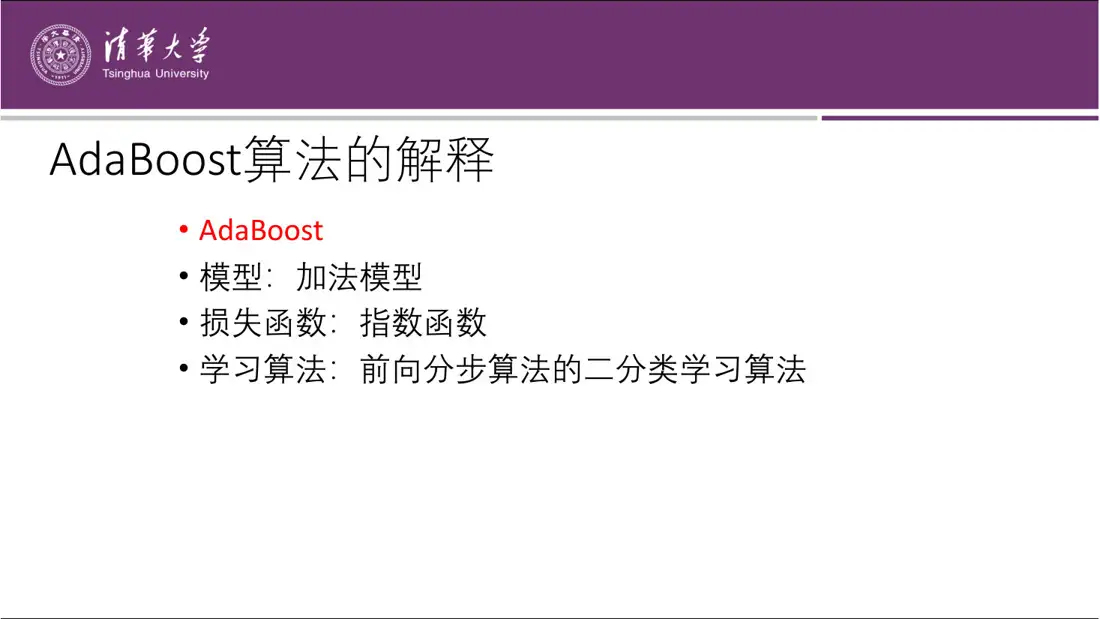 清华大学
Tsinghua University
AdaBoost算法的解释
• AdaBoost
• 模型：加法模型
• 损失函数：指数函数
• 学习算法：前向分步算法的二分类学习算法